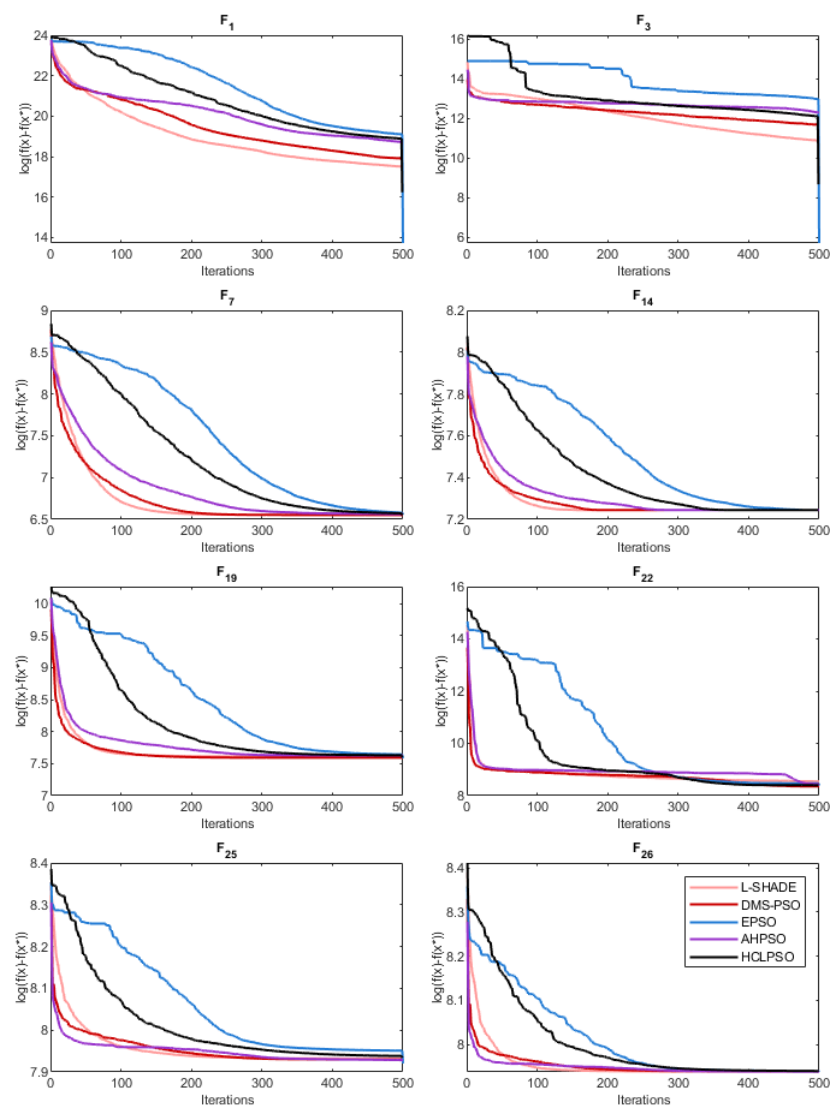 F1
24
22
20
18
16
14
log(f(x)-f(x*))
0 100 200 300 400 500
Iterations
F3
16
14
12
10
8
6
log(f(x)-f(x*))
0 100 200 300 400 500
Iterations
F7
9
8.5
8
7.5
7
6.5
log(f(x)-f(x*))
0 100 200 300 400 500
Iterations
F14
8.2
8
7.8
7.6
7.4
7.2
log(f(x)-f(x*))
0 100 200 300 400 500
Iterations
F19
10
9.5
9
8.5
8
7.5
7
log(f(x)-f(x*))
0 100 200 300 400 500
Iterations
F22
16
14
12
10
8
log(f(x)-f(x*))
0 100 200 300 400 500
Iterations
F25
8.4
8.3
8.2
8.1
8
7.9
log(f(x)-f(x*))
0 100 200 300 400 500
Iterations
F26
8.4
8.3
8.2
8.1
8
log(f(x)-f(x*))
0 100 200 300 400 500
Iterations
L-SHADE
DMS-PSO
EPSO
AHPSO
HCLPSO